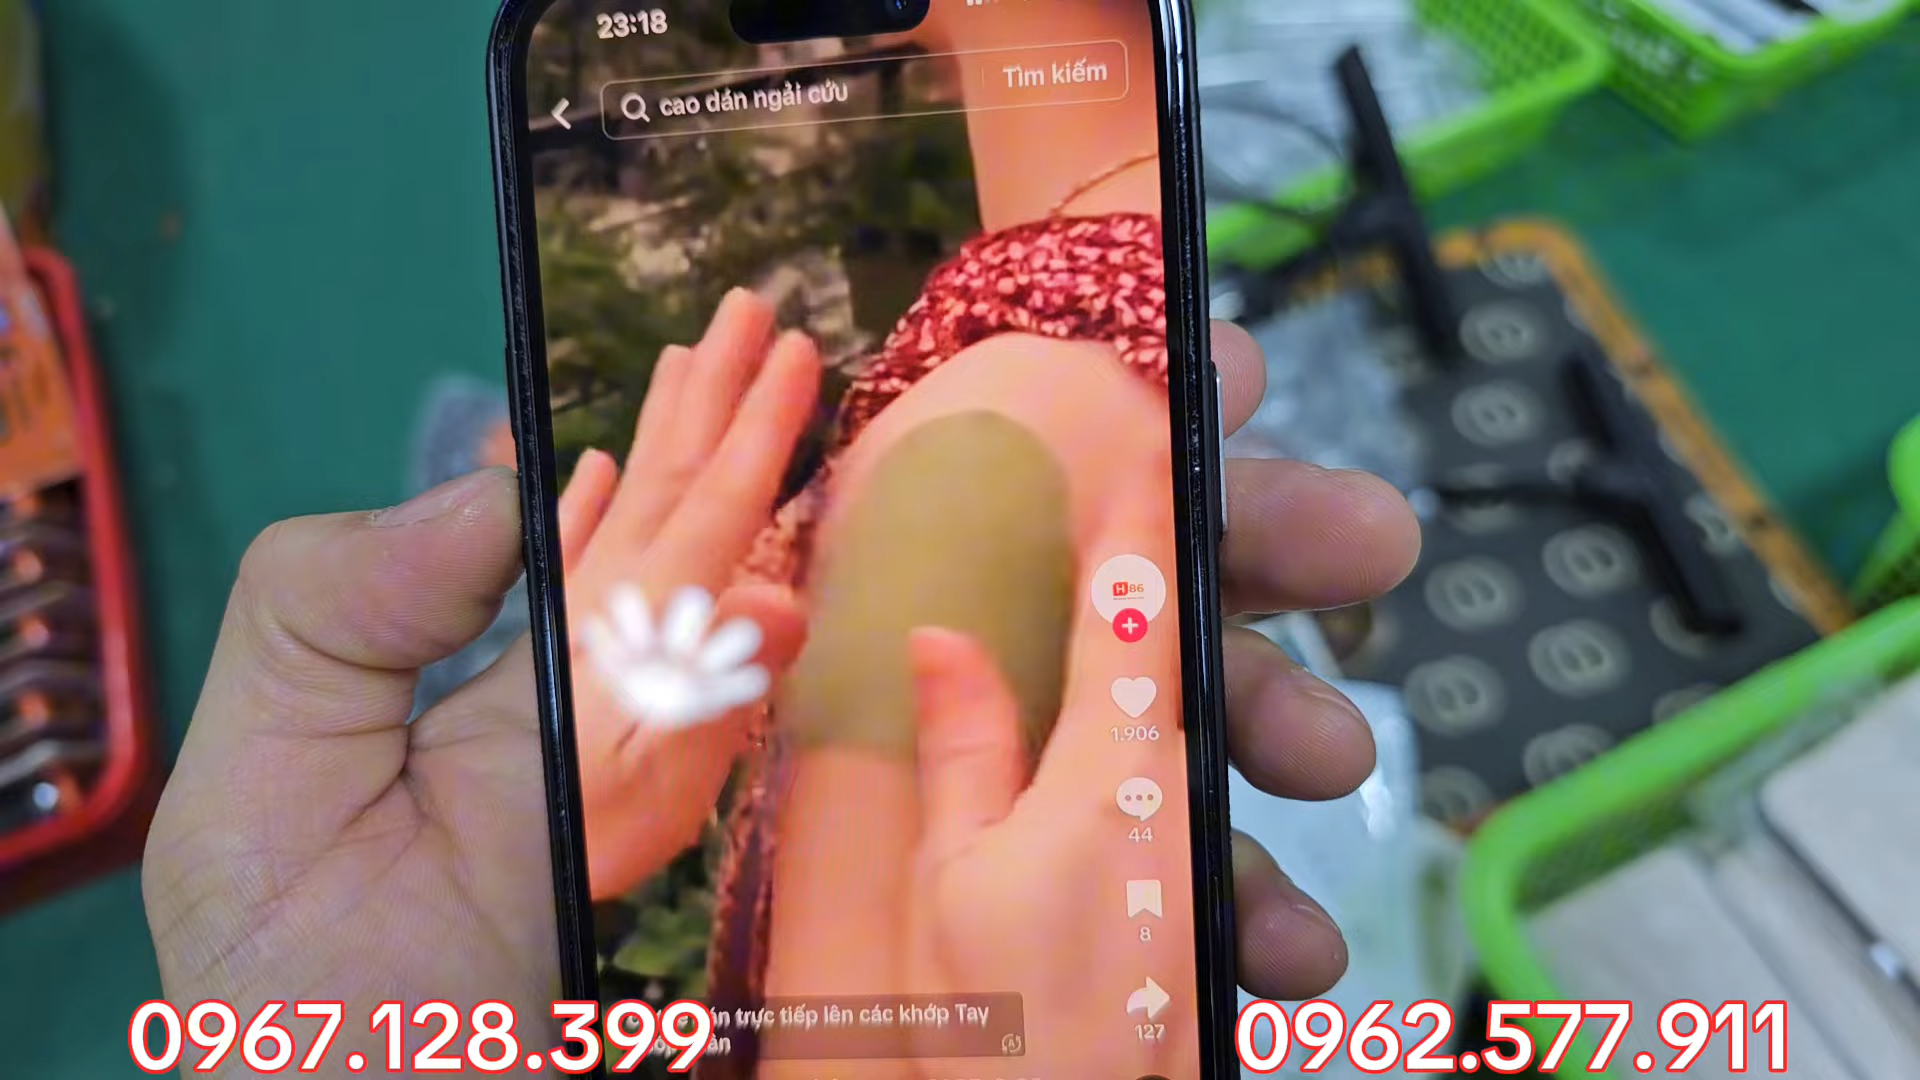 23:18
cao dán ngải cứu
Tìm kiếm
H86
1.906
44
8
127
trực tiếp lên các khớp Tay
0967.128.399
0962.577.911